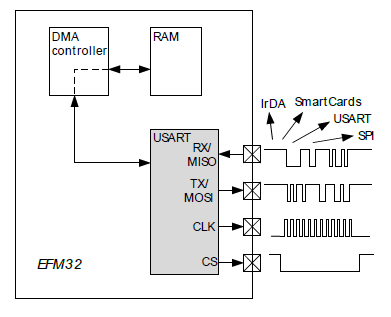 DMA
controller
RAM
IrDA
SmartCards
USART
SPI
USART
RX/
MISO
TX/
MOSI
CLK
CS
EFM32